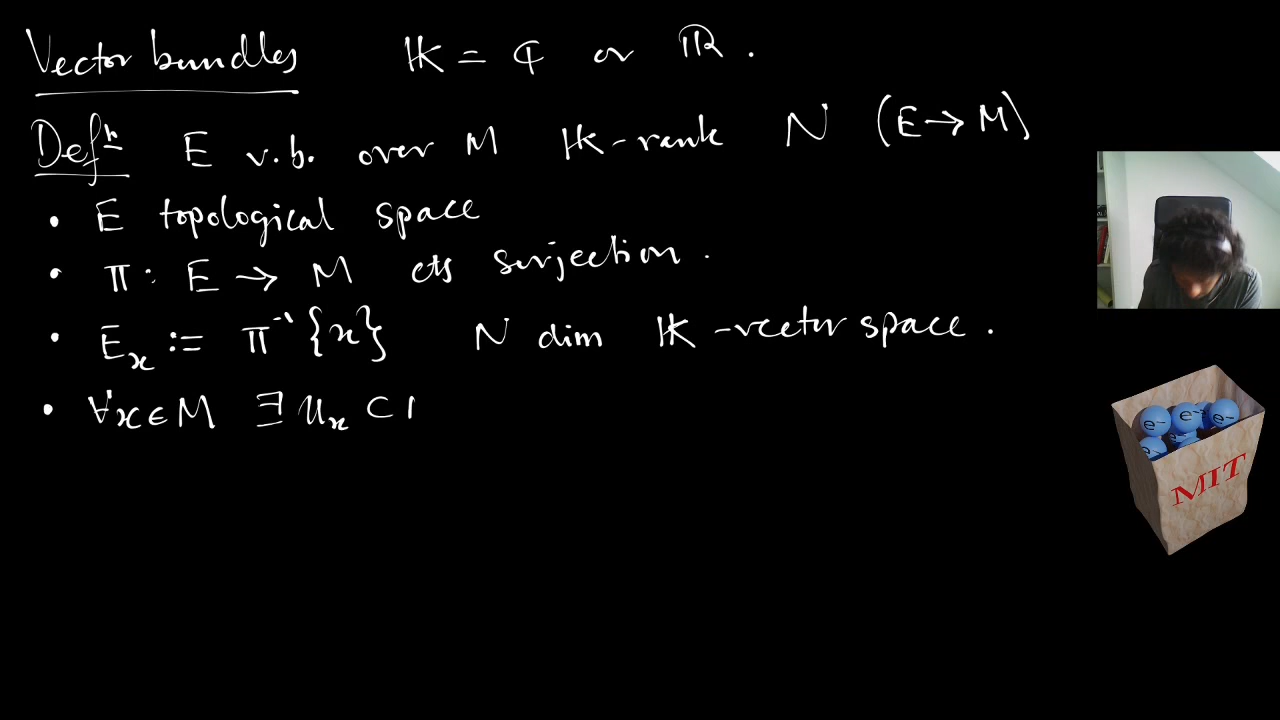 Vector bundles 𝕂 = ℂ or ℝ.
Defⁿ E v.b. over M 𝕂-rank N (E → M)
• E topological space
• π: E → M cts surjection.
• Eₓ := π⁻¹{x} N dim 𝕂-vector space.
• ∀x∈M ∃ Uₓ ⊂
e⁻ e⁻ e⁻
e⁻
MIT